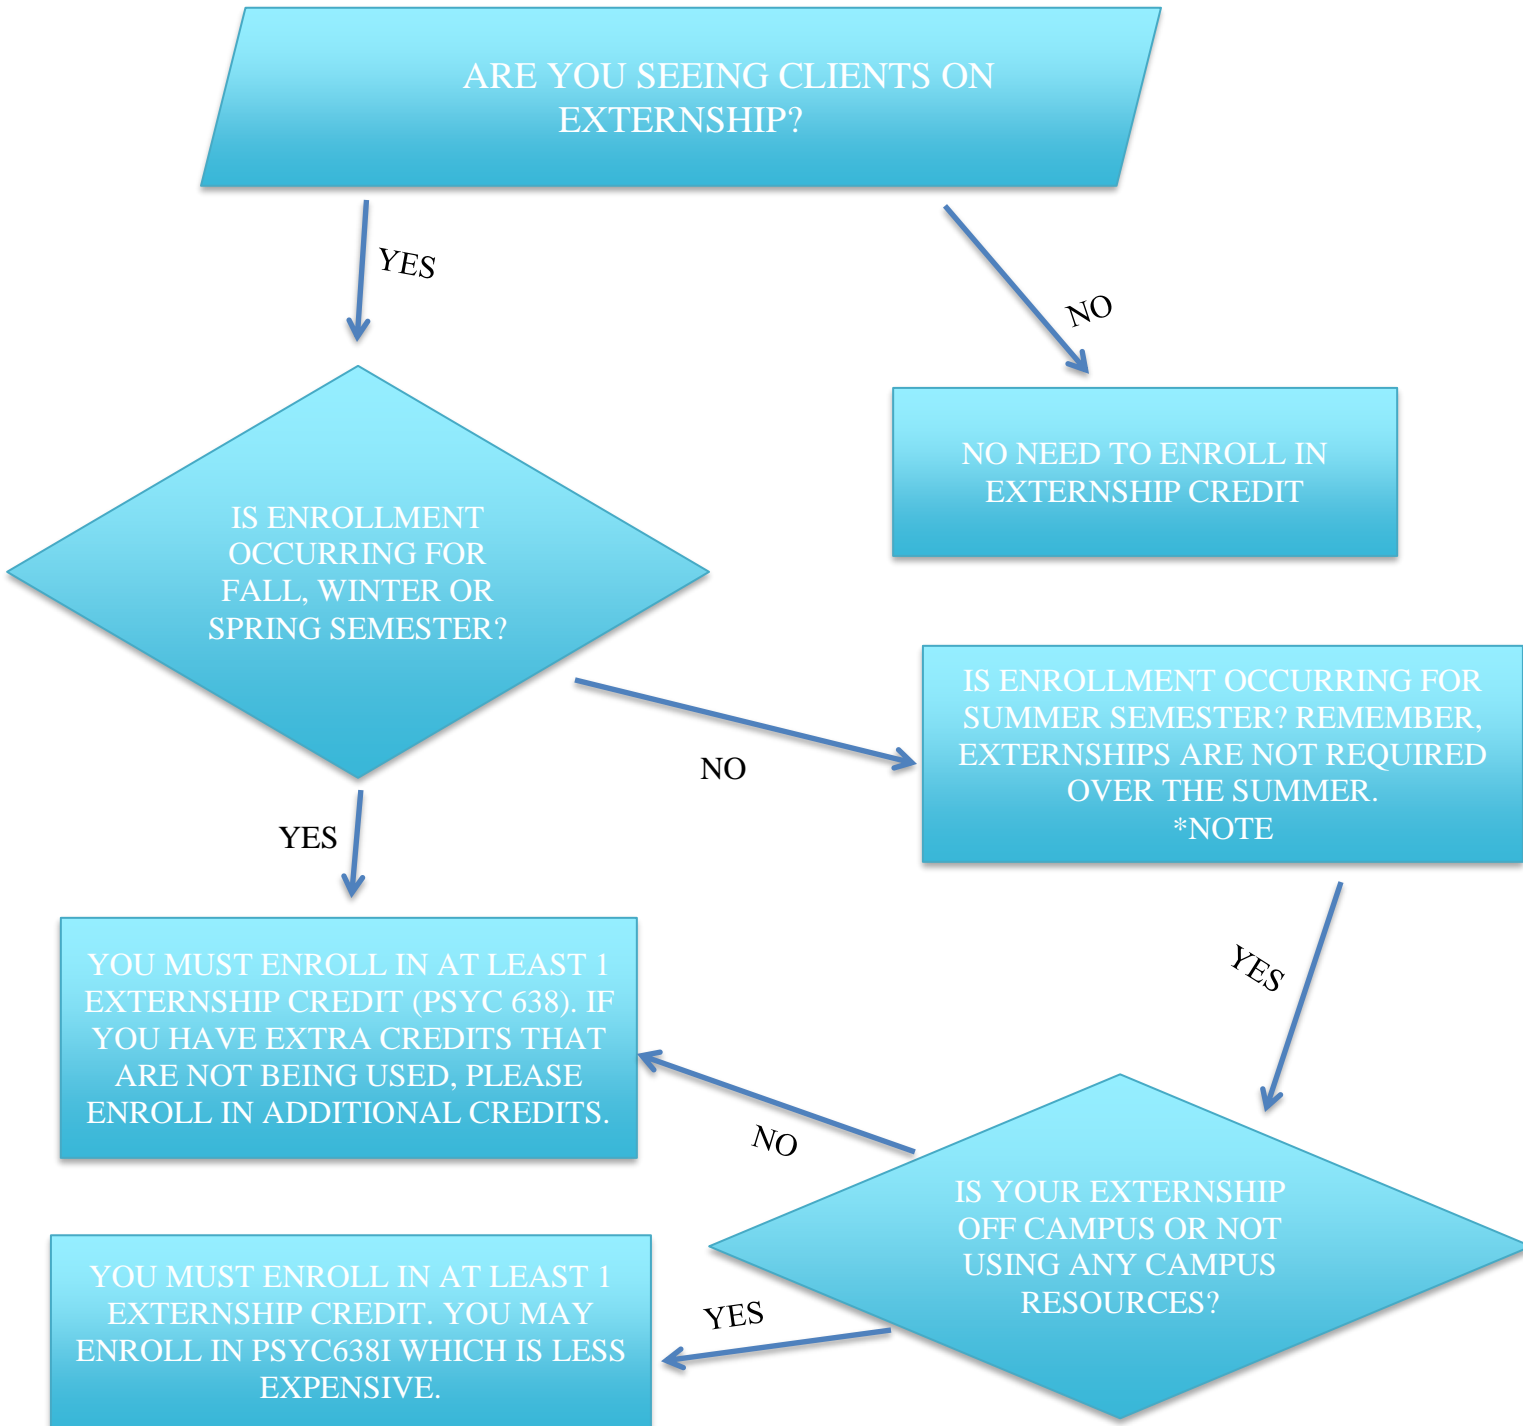 ARE YOU SEEING CLIENTS ON
EXTERNSHIP?
YES
NO
NO NEED TO ENROLL IN
EXTERNSHIP CREDIT
IS ENROLLMENT
OCCURRING FOR
FALL, WINTER OR
SPRING SEMESTER?
NO
IS ENROLLMENT OCCURRING FOR
SUMMER SEMESTER? REMEMBER,
EXTERNSHIPS ARE NOT REQUIRED
OVER THE SUMMER.
*NOTE
YES
YES
YOU MUST ENROLL IN AT LEAST 1
EXTERNSHIP CREDIT (PSYC 638). IF
YOU HAVE EXTRA CREDITS THAT
ARE NOT BEING USED, PLEASE
ENROLL IN ADDITIONAL CREDITS.
NO
IS YOUR EXTERNSHIP
OFF CAMPUS OR NOT
USING ANY CAMPUS
RESOURCES?
YES
YOU MUST ENROLL IN AT LEAST 1
EXTERNSHIP CREDIT. YOU MAY
ENROLL IN PSYC638I WHICH IS LESS
EXPENSIVE.